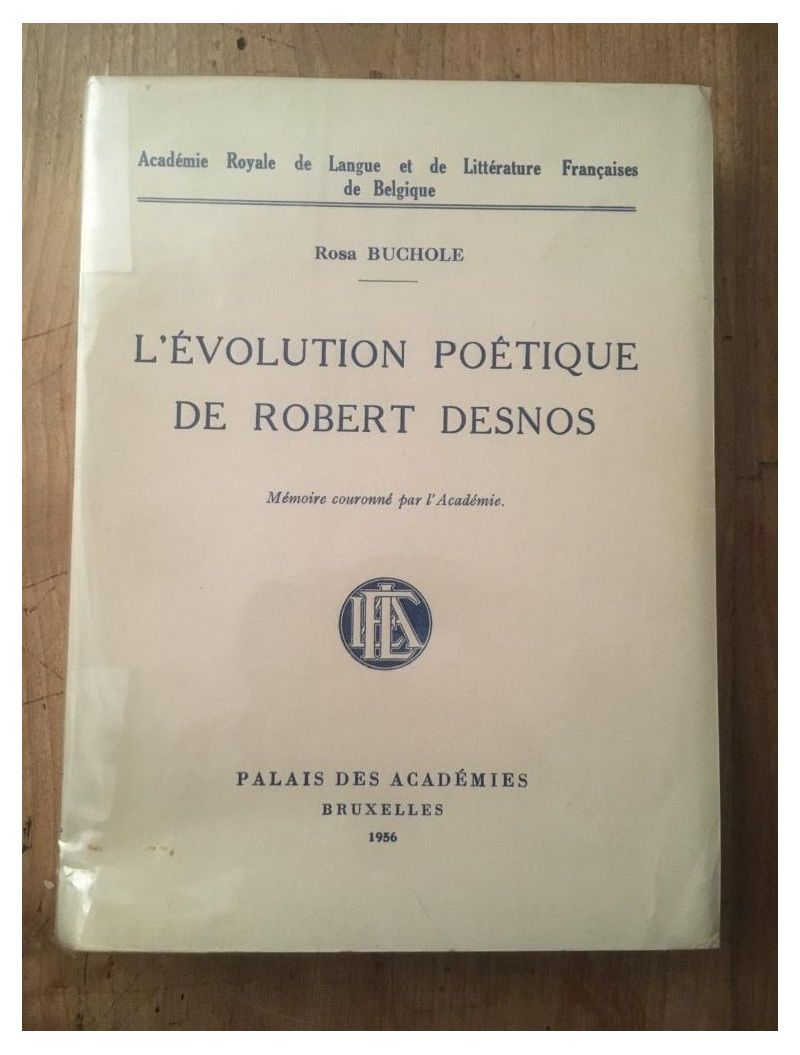 Académie Royale de Langue et de Littérature Françaises
de Belgique
Rosa BUCHOLE
L'ÉVOLUTION POÉTIQUE
DE ROBERT DESNOS
Mémoire couronné par l'Académie.
PALAIS DES ACADÉMIES
BRUXELLES
1956